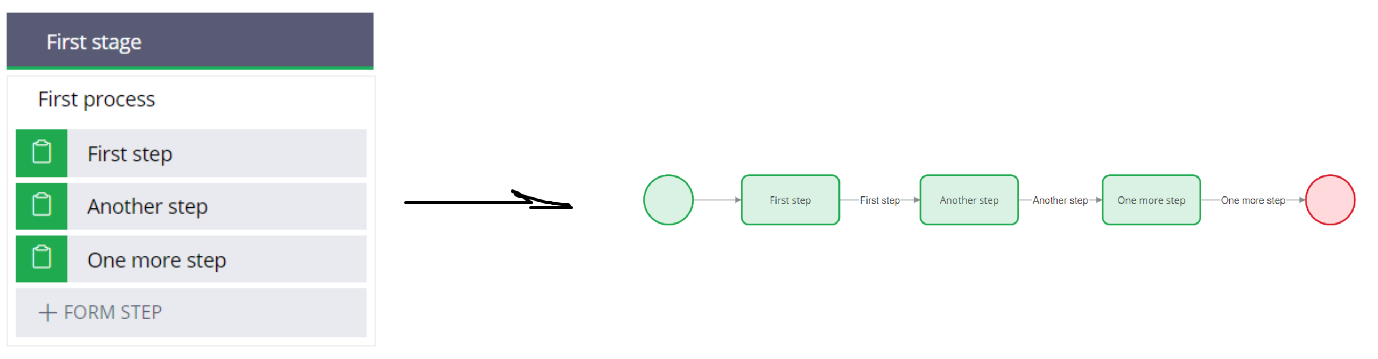 First stage
First process
First step
Another step
One more step
+ FORM STEP
First step First step Another step Another step One more step One more step